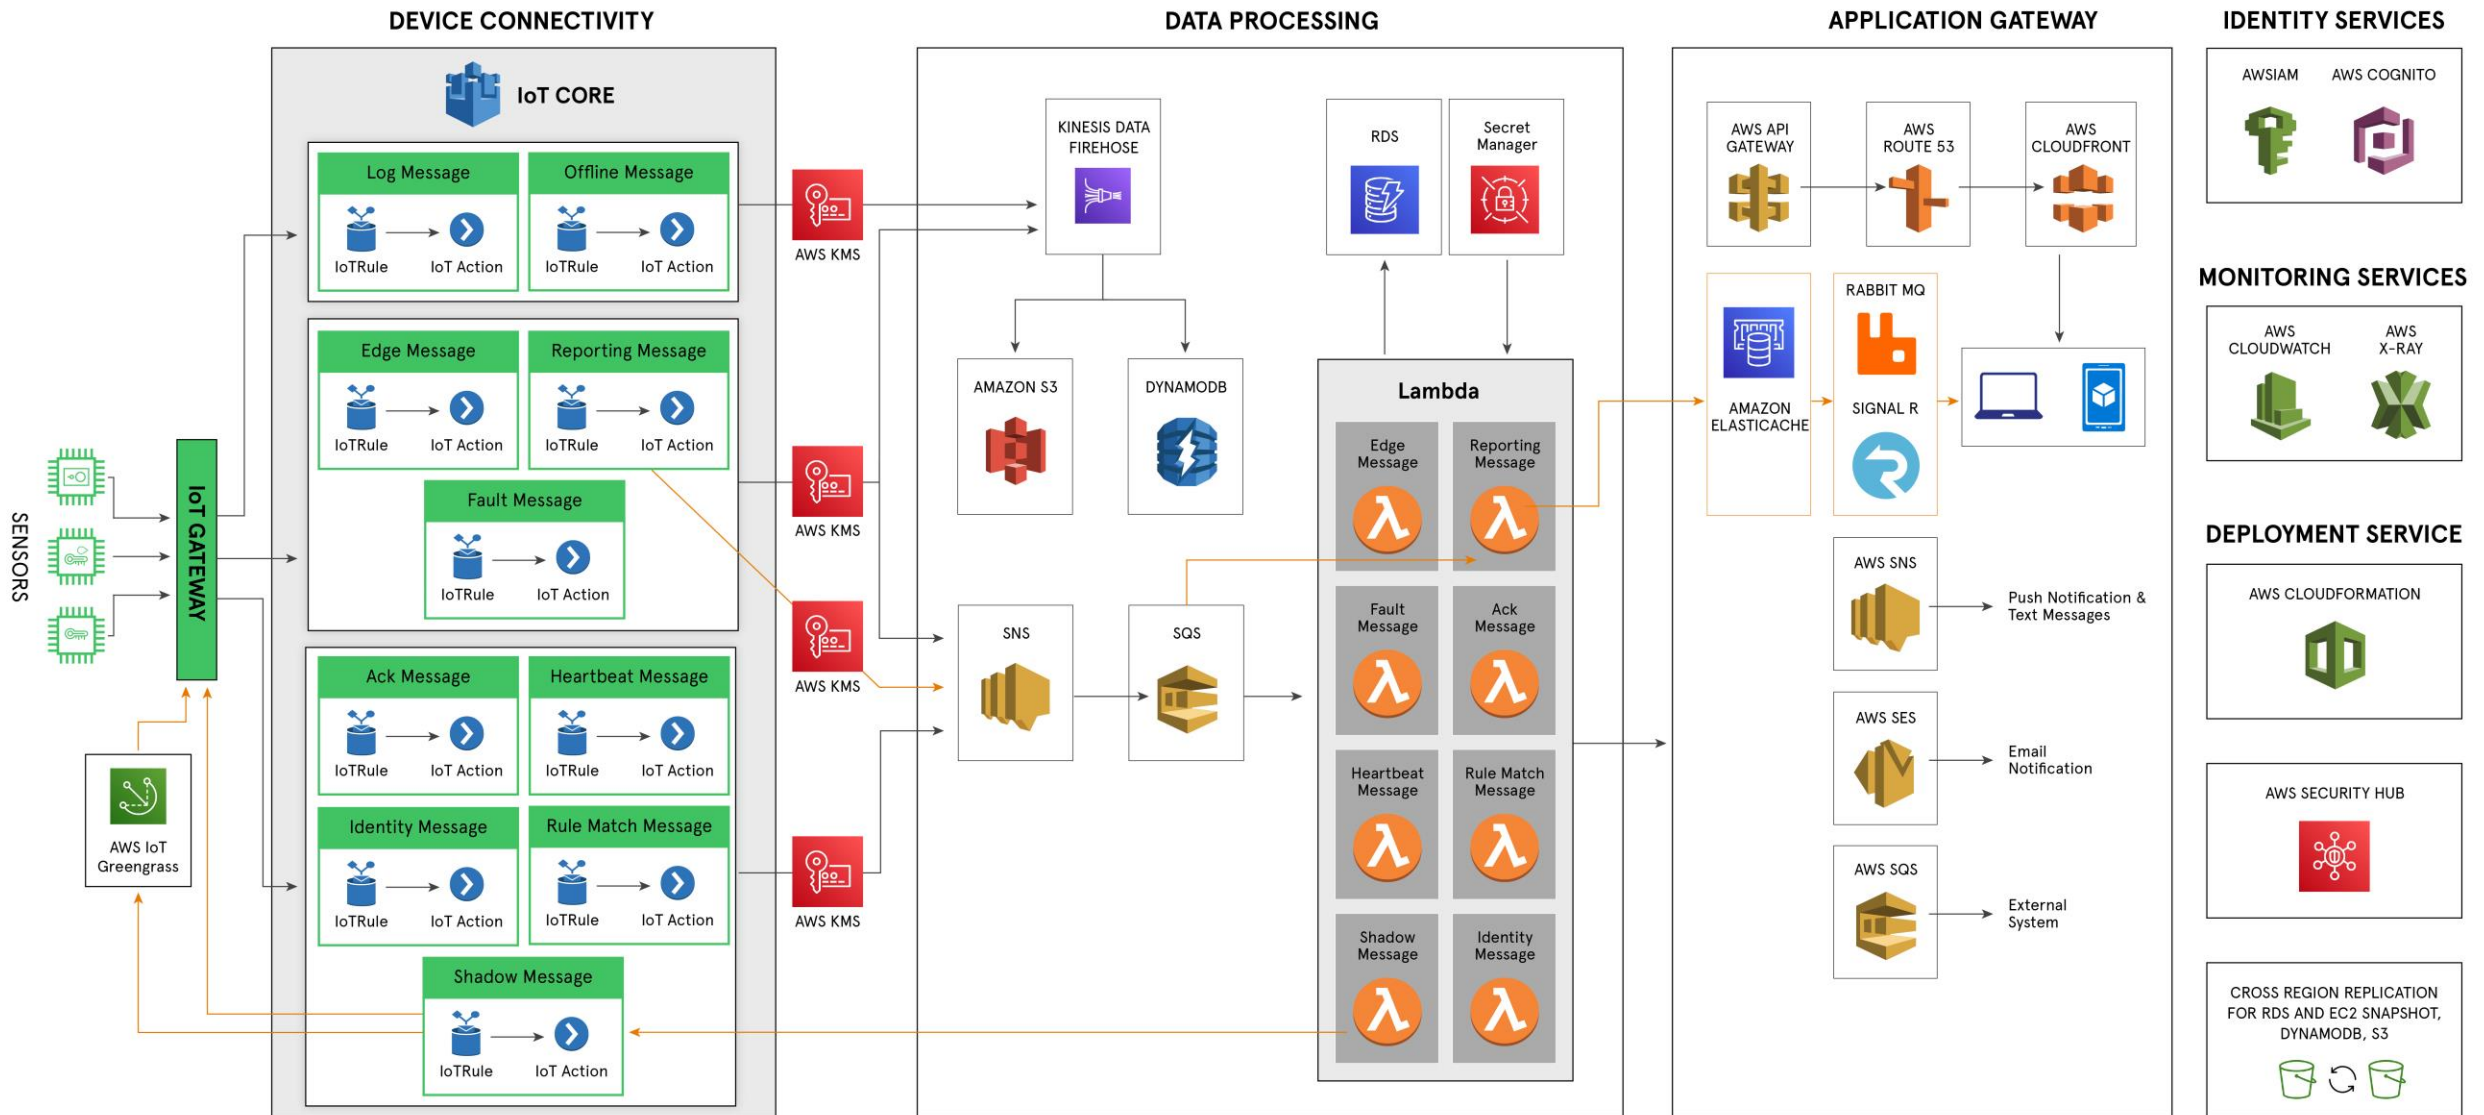 DEVICE CONNECTIVITY
DATA PROCESSING
APPLICATION GATEWAY
IDENTITY SERVICES
IoT CORE
Log Message
IoTRule
IoT Action
Offline Message
IoTRule
IoT Action
Edge Message
IoTRule
IoT Action
Reporting Message
IoTRule
IoT Action
Fault Message
IoTRule
IoT Action
Ack Message
IoTRule
IoT Action
Heartbeat Message
IoTRule
IoT Action
Identity Message
IoTRule
IoT Action
Rule Match Message
IoTRule
IoT Action
Shadow Message
IoTRule
IoT Action
SENSORS
IoT GATEWAY
AWS IoT
Greengrass
AWS KMS
AWS KMS
AWS KMS
AWS KMS
KINESIS DATA
FIREHOSE
AMAZON S3
DYNAMODB
SNS
SQS
RDS
Secret
Manager
Lambda
Edge
Message
Reporting
Message
Fault
Message
Ack
Message
Heartbeat
Message
Rule Match
Message
Shadow
Message
Identity
Message
AWS API
GATEWAY
AWS
ROUTE 53
AWS
CLOUDFRONT
AMAZON
ELASTICACHE
RABBIT MQ
SIGNAL R
AWS SNS
Push Notification &
Text Messages
AWS SES
Email
Notification
AWS SQS
External
System
AWSIAM
AWS COGNITO
MONITORING SERVICES
AWS
CLOUDWATCH
AWS
X-RAY
DEPLOYMENT SERVICE
AWS CLOUDFORMATION
AWS SECURITY HUB
CROSS REGION REPLICATION
FOR RDS AND EC2 SNAPSHOT,
DYNAMODB, S3